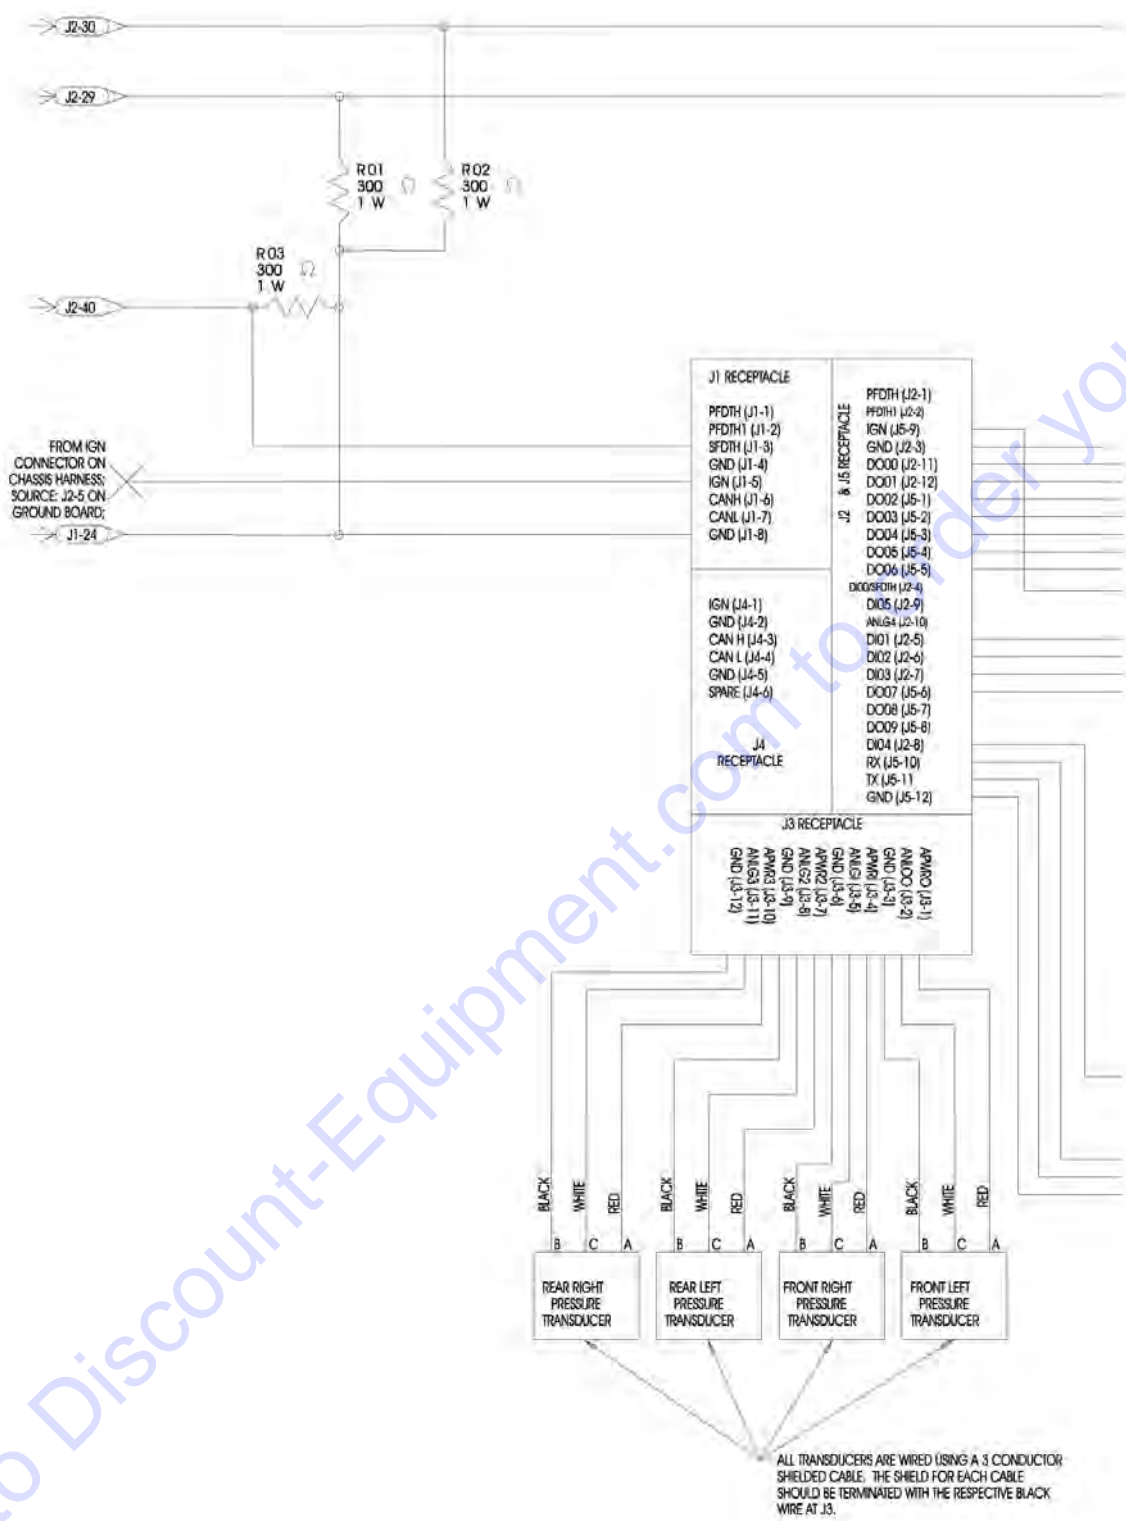 J2-30
J2-29
R01
300 Ω
1 W
R02
300 Ω
1 W
R03
300 Ω
1 W
J2-40
FROM IGN
CONNECTOR ON
CHASSIS HARNESS;
SOURCE: J2-5 ON
GROUND BOARD;
J1-24
J1 RECEPTACLE
PFDTH (J1-1)
PFDTH1 (J1-2)
SFDTH (J1-3)
GND (J1-4)
IGN (J1-5)
CANH (J1-6)
CANL (J1-7)
GND (J1-8)
IGN (J4-1)
GND (J4-2)
CAN H (J4-3)
CAN L (J4-4)
GND (J4-5)
SPARE (J4-6)
J4
RECEPTACLE
J2 & J5 RECEPTACLE
PFDTH (J2-1)
PFDTH1 (J2-2)
IGN (J5-9)
GND (J2-3)
DO00 (J2-11)
DO01 (J2-12)
DO02 (J5-1)
DO03 (J5-2)
DO04 (J5-3)
DO05 (J5-4)
DO06 (J5-5)
DIO0/SFDTH (J2-4)
DI05 (J2-9)
ANLG4 (J2-10)
DI01 (J2-5)
DI02 (J2-6)
DI03 (J2-7)
DO07 (J5-6)
DO08 (J5-7)
DO09 (J5-8)
DI04 (J2-8)
RX (J5-10)
TX (J5-11
GND (J5-12)
J3 RECEPTACLE
GND (J3-12)
ANLG3 (J3-11)
APWR3 (J3-10)
GND (J3-9)
ANLG2 (J3-8)
APWR2 (J3-7)
GND (J3-6)
ANLG1 (J3-5)
APWR1 (J3-4)
GND (J3-3)
ANLOO (J3-2)
APWRO (J3-1)
BLACK
WHITE
RED
BLACK
WHITE
RED
BLACK
WHITE
RED
BLACK
WHITE
RED
B C A
B C A
B C A
B C A
REAR RIGHT
PRESSURE
TRANSDUCER
REAR LEFT
PRESSURE
TRANSDUCER
FRONT RIGHT
PRESSURE
TRANSDUCER
FRONT LEFT
PRESSURE
TRANSDUCER
ALL TRANSDUCERS ARE WIRED USING A 3 CONDUCTOR
SHIELDED CABLE. THE SHIELD FOR EACH CABLE
SHOULD BE TERMINATED WITH THE RESPECTIVE BLACK
WIRE AT J3.
to Discount-Equipment.com to order you